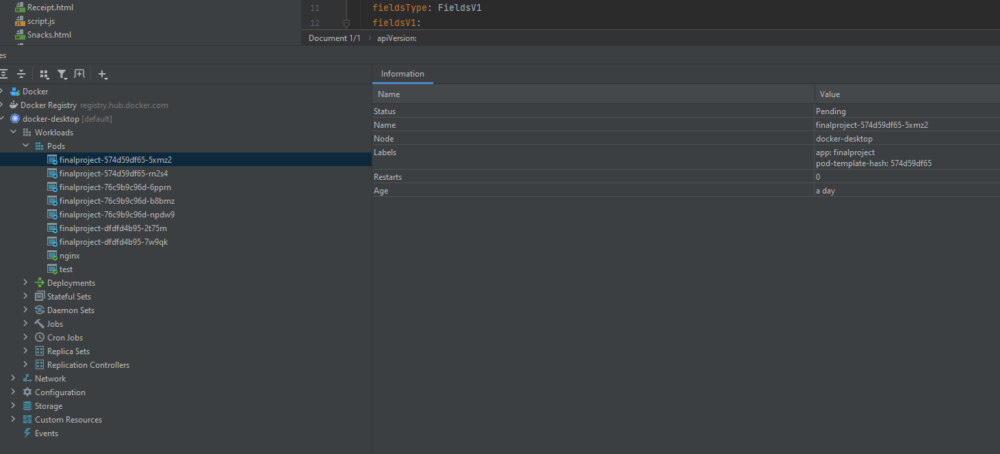 Receipt.html
script.js
Snacks.html
11 fieldsType: FieldsV1
12 fieldsV1:
Document 1/1 apiVersion:
es
Information
Docker
Docker Registry registry.hub.docker.com
docker-desktop [default]
Workloads
Pods
finalproject-574d59df65-5xmz2
finalproject-574d59df65-rn2s4
finalproject-76c9b9c96d-6pprn
finalproject-76c9b9c96d-b8bmz
finalproject-76c9b9c96d-npdw9
finalproject-dfdfd4b95-2t75m
finalproject-dfdfd4b95-7w9qk
nginx
test
Deployments
Stateful Sets
Daemon Sets
Jobs
Cron Jobs
Replica Sets
Replication Controllers
Network
Configuration
Storage
Custom Resources
Events
Name Value
Status Pending
Name finalproject-574d59df65-5xmz2
Node docker-desktop
Labels app: finalproject
pod-template-hash: 574d59df65
Restarts 0
Age a day